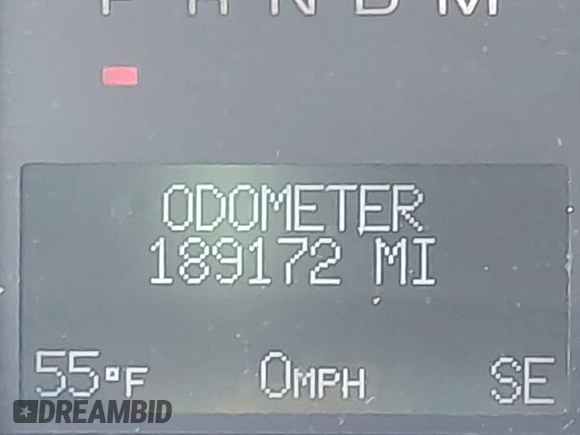 P R N D M
ODOMETER
189172 MI
55°F 0MPH SE
DREAMBID